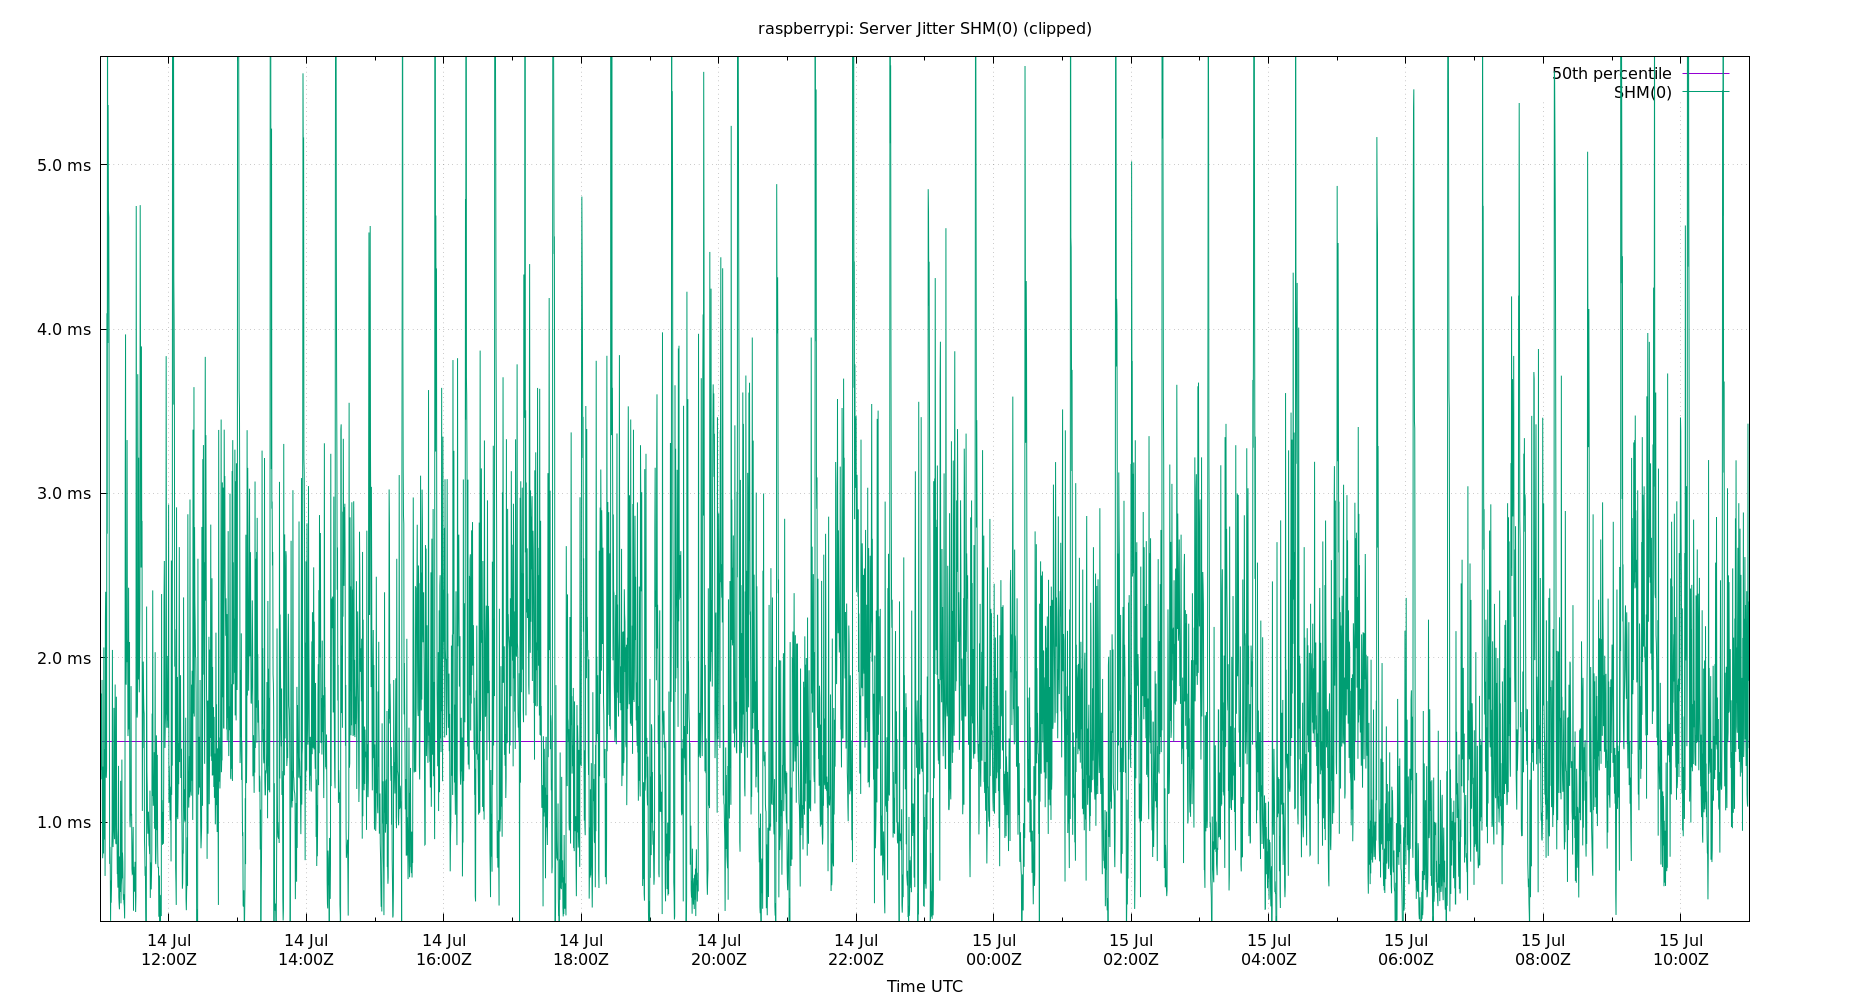 raspberrypi: Server Jitter SHM(0) (clipped)
50th percentile
SHM(0)
5.0 ms
4.0 ms
3.0 ms
2.0 ms
1.0 ms
14 Jul 14 Jul 14 Jul 14 Jul 14 Jul 14 Jul 15 Jul 15 Jul 15 Jul 15 Jul 15 Jul 15 Jul
12:00Z 14:00Z 16:00Z 18:00Z 20:00Z 22:00Z 00:00Z 02:00Z 04:00Z 06:00Z 08:00Z 10:00Z
Time UTC